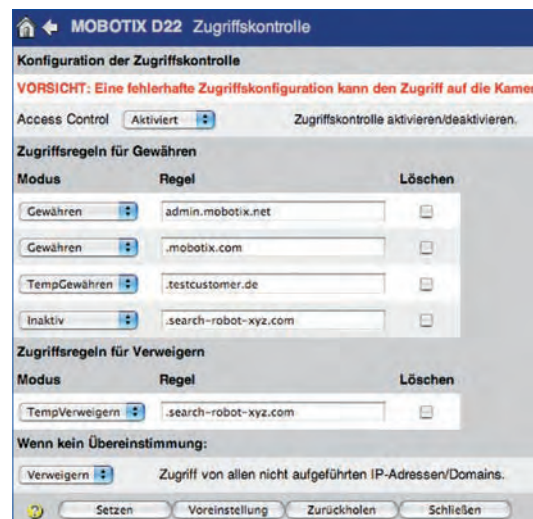 MOBOTIX D22 Zugriffskontrolle
Konfiguration der Zugriffskontrolle
VORSICHT: Eine fehlerhafte Zugriffskonfiguration kann den Zugriff auf die Kamer
Access Control Aktiviert Zugriffskontrolle aktivieren/deaktivieren.
Zugriffsregeln für Gewähren
Modus Regel Löschen
Gewähren admin.mobotix.net
Gewähren .mobotix.com
TempGewähren .testcustomer.de
Inaktiv .search-robot-xyz.com
Zugriffsregeln für Verweigern
Modus Regel Löschen
TempVerweigern .search-robot-xyz.com
Wenn kein Übereinstimmung:
Verweigern Zugriff von allen nicht aufgeführten IP-Adressen/Domains.
? Setzen Voreinstellung Zurückholen Schließen